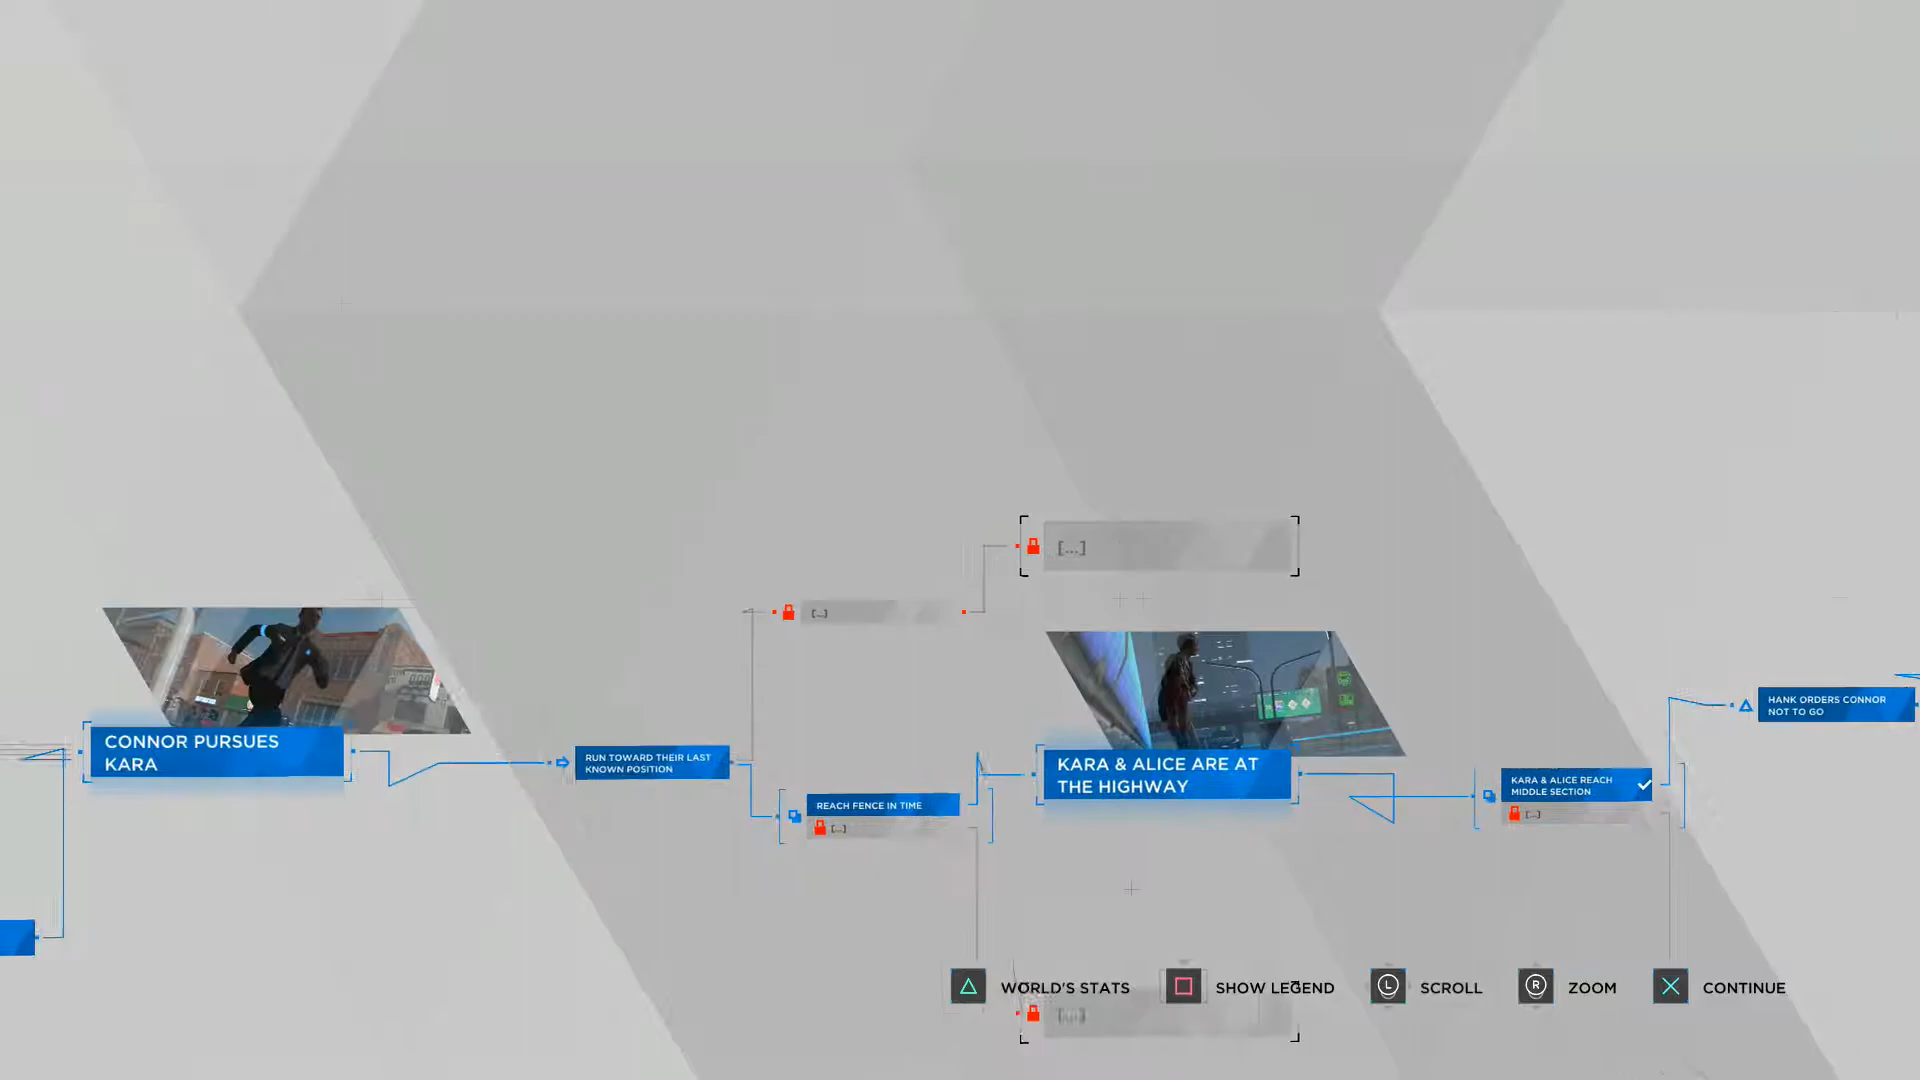 [...]
[...]
CONNOR PURSUES
KARA
RUN TOWARD THEIR LAST
KNOWN POSITION
REACH FENCE IN TIME
[...]
KARA & ALICE ARE AT
THE HIGHWAY
KARA & ALICE REACH
MIDDLE SECTION
[...]
HANK ORDERS CONNOR
NOT TO GO
WORLD'S STATS
SHOW LEGEND
L
SCROLL
R
ZOOM
CONTINUE